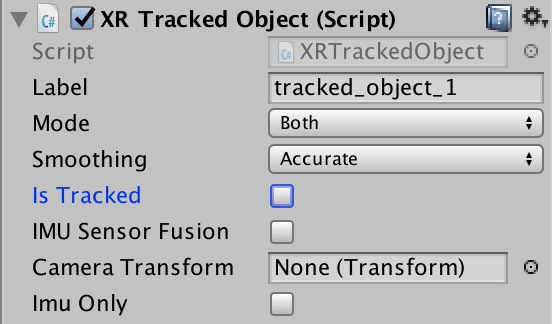 C# XR Tracked Object (Script) ?
Script C# XRTrackedObject
Label tracked_object_1
Mode Both
Smoothing Accurate
Is Tracked
IMU Sensor Fusion
Camera Transform None (Transform)
Imu Only